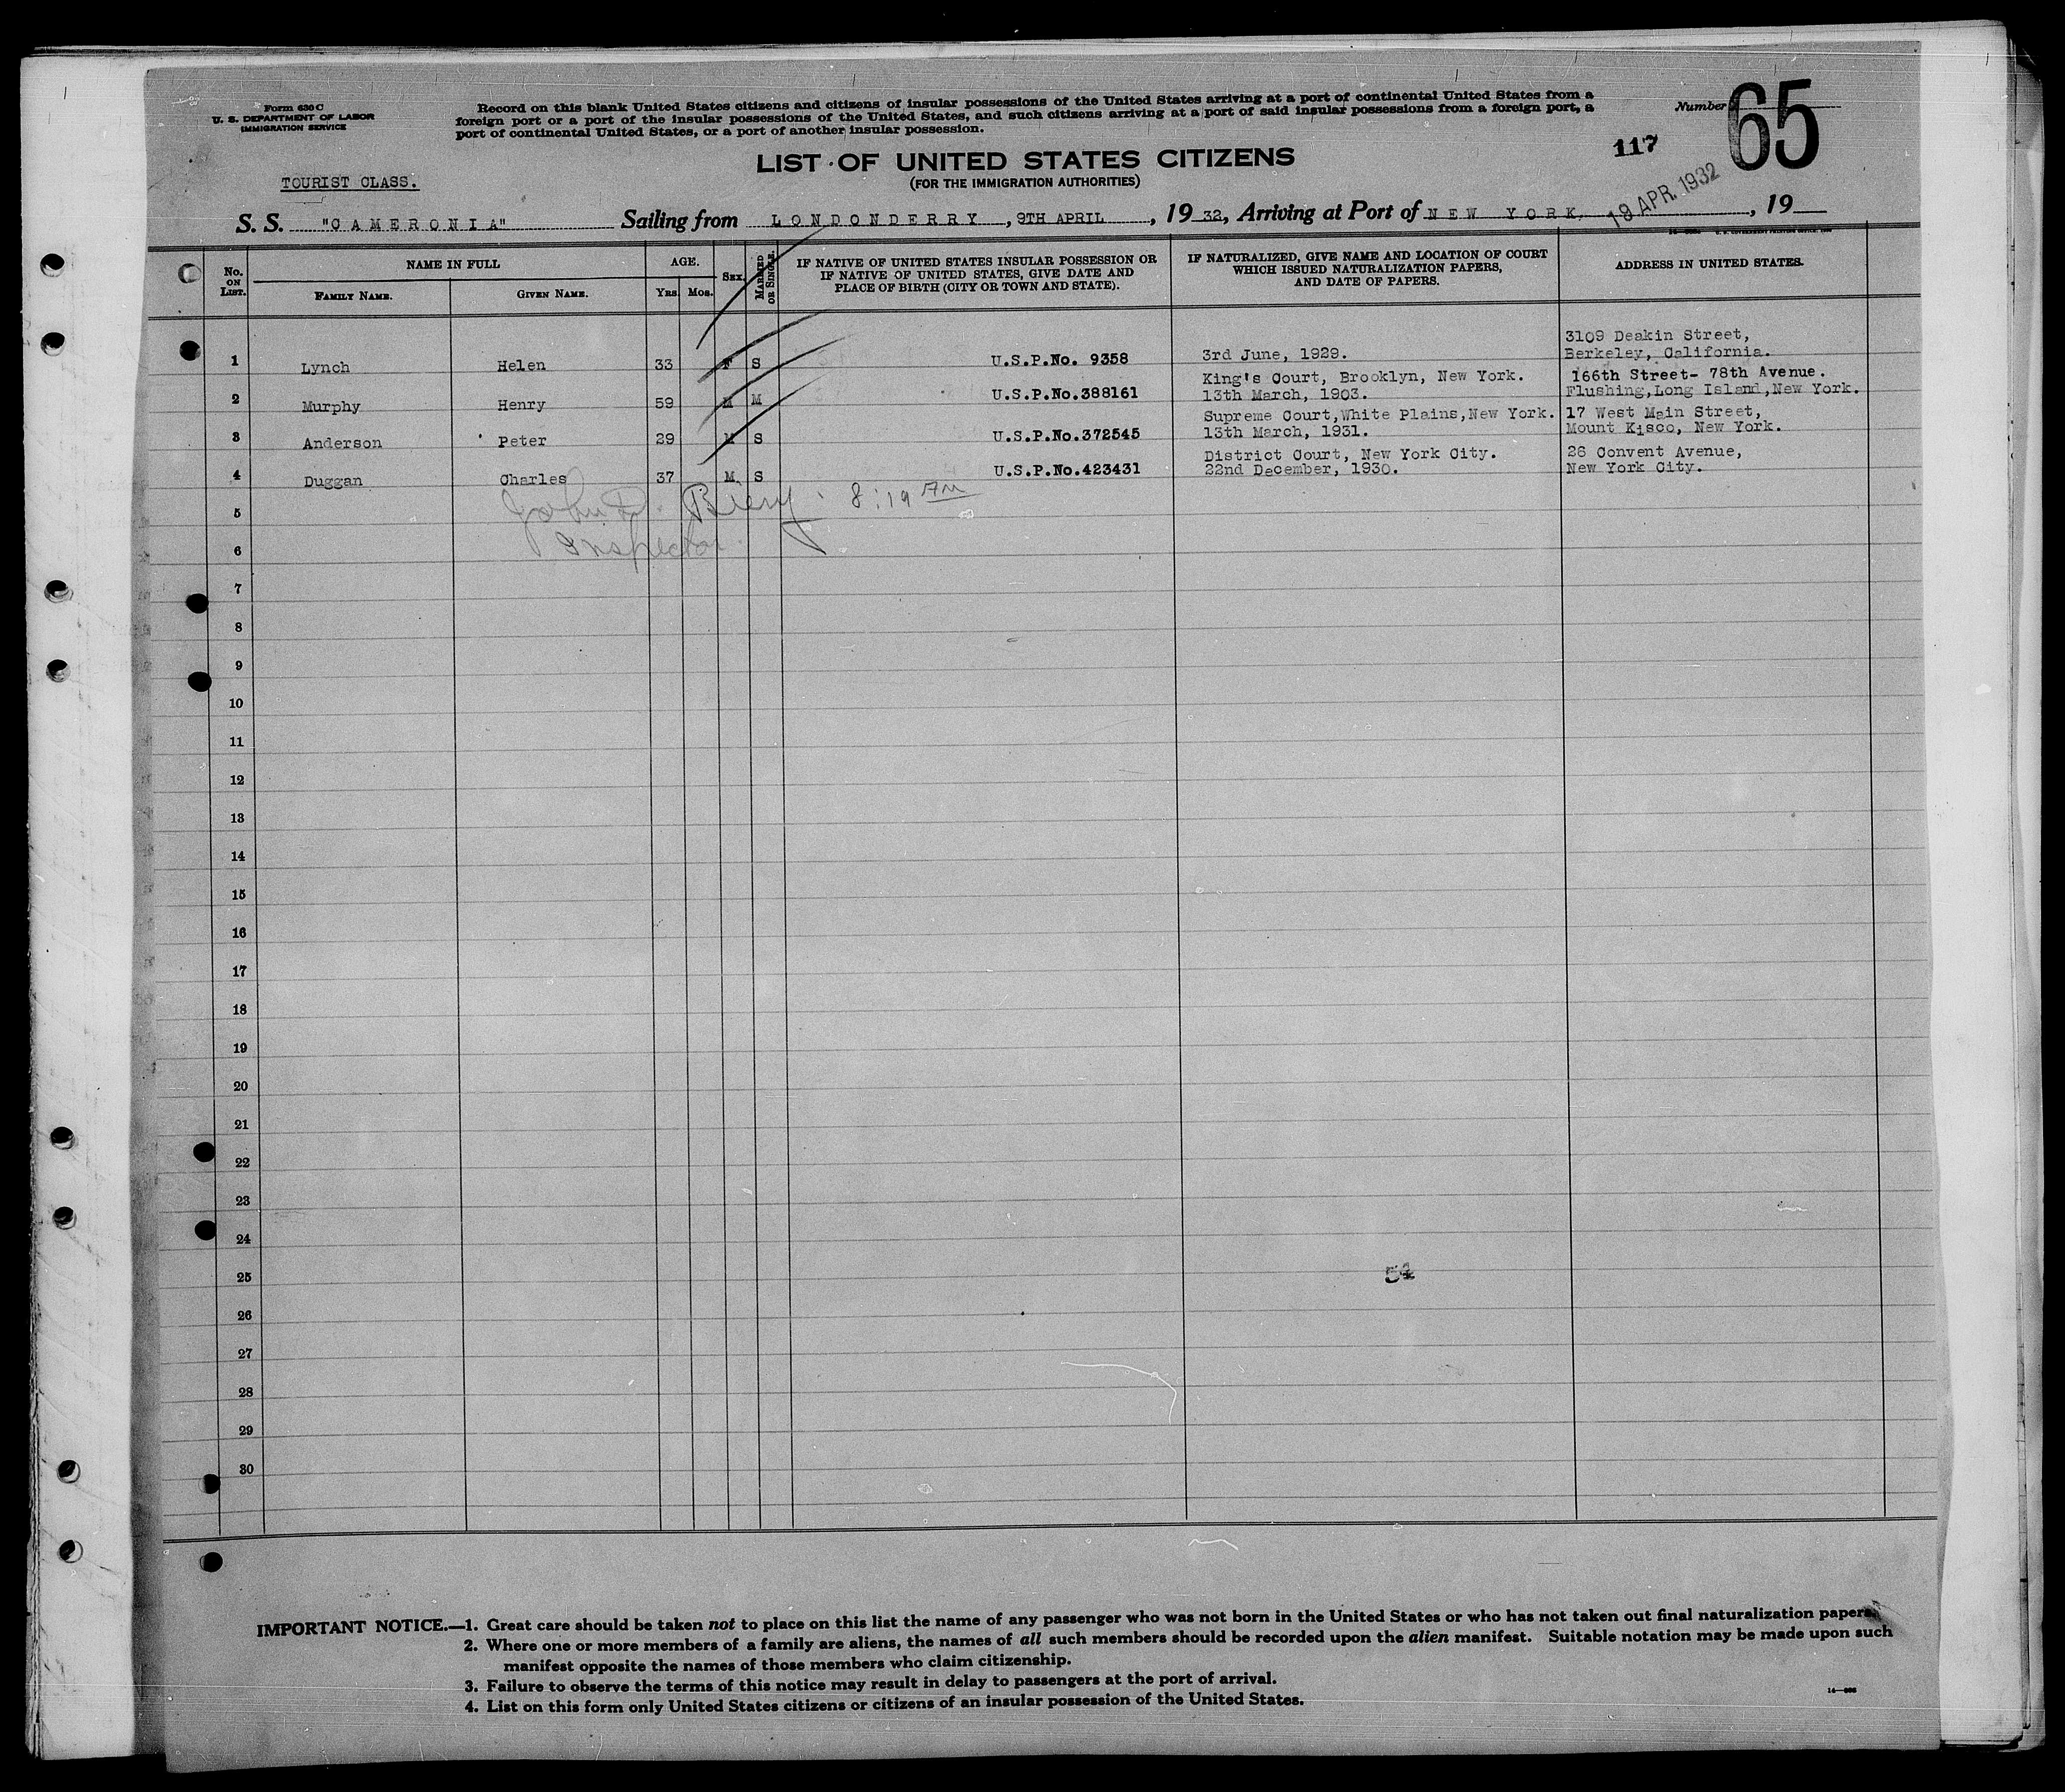 Form 630 C
U. S. DEPARTMENT OF LABOR
IMMIGRATION SERVICE
Record on this blank United States citizens and citizens of insular possessions of the United States arriving at a port of continental United States from a
foreign port or a port of the insular possessions of the United States, and such citizens arriving at a port of said insular possessions from a foreign port, a
port of continental United States, or a port of another insular possession.
Number 65
117
LIST OF UNITED STATES CITIZENS
(FOR THE IMMIGRATION AUTHORITIES)
TOURIST CLASS.
S. S. "CAMERONIA" Sailing from LONDONDERRY, 9TH APRIL, 1932, Arriving at Port of NEW YORK, 18 APR. 1932, 19
No. ON LIST.
NAME IN FULL
FAMILY NAME. GIVEN NAME.
AGE.
Yrs. Mos.
SEX.
MARRIED OR SINGLE.
IF NATIVE OF UNITED STATES INSULAR POSSESSION OR
IF NATIVE OF UNITED STATES, GIVE DATE AND
PLACE OF BIRTH (CITY OR TOWN AND STATE).
IF NATURALIZED, GIVE NAME AND LOCATION OF COURT
WHICH ISSUED NATURALIZATION PAPERS,
AND DATE OF PAPERS.
ADDRESS IN UNITED STATES.
1 Lynch Helen 33 F S U.S.P.No. 9358 3rd June, 1929. 3109 Deakin Street,
Berkeley, California.
2 Murphy Henry 59 M M U.S.P.No.388161 King's Court, Brooklyn, New York. 166th Street- 78th Avenue.
13th March, 1903. Flushing,Long Island,New York.
3 Anderson Peter 29 M S U.S.P.No.372545 Supreme Court,White Plains,New York. 17 West Main Street,
13th March, 1931. Mount Kisco, New York.
4 Duggan Charles 37 M S U.S.P.No.423431 District Court, New York City. 26 Convent Avenue,
22nd December, 1930. New York City.
John D. 8:19 AM
Inspector.
5
6
7
8
9
10
11
12
13
14
15
16
17
18
19
20
21
22
23
24
25
54
26
27
28
29
30
IMPORTANT NOTICE.—1. Great care should be taken not to place on this list the name of any passenger who was not born in the United States or who has not taken out final naturalization papers.
2. Where one or more members of a family are aliens, the names of all such members should be recorded upon the alien manifest. Suitable notation may be made upon such
manifest opposite the names of those members who claim citizenship.
3. Failure to observe the terms of this notice may result in delay to passengers at the port of arrival.
4. List on this form only United States citizens or citizens of an insular possession of the United States.